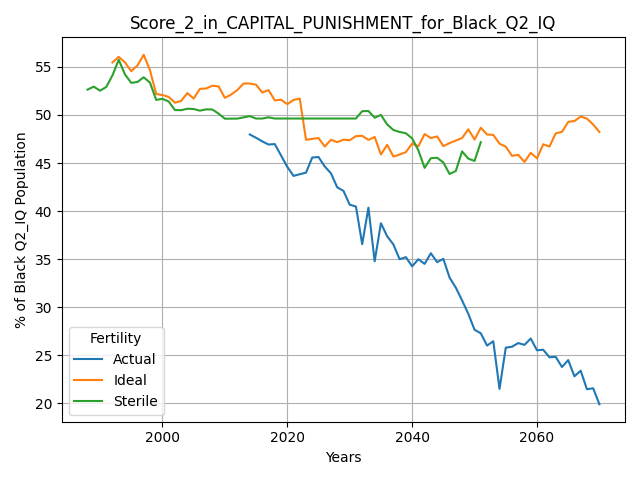 Score_2_in_CAPITAL_PUNISHMENT_for_Black_Q2_IQ
% of Black Q2_IQ Population
55
50
45
40
35
30
25
20
Fertility
Actual
Ideal
Sterile
2000
2020
2040
2060
Years